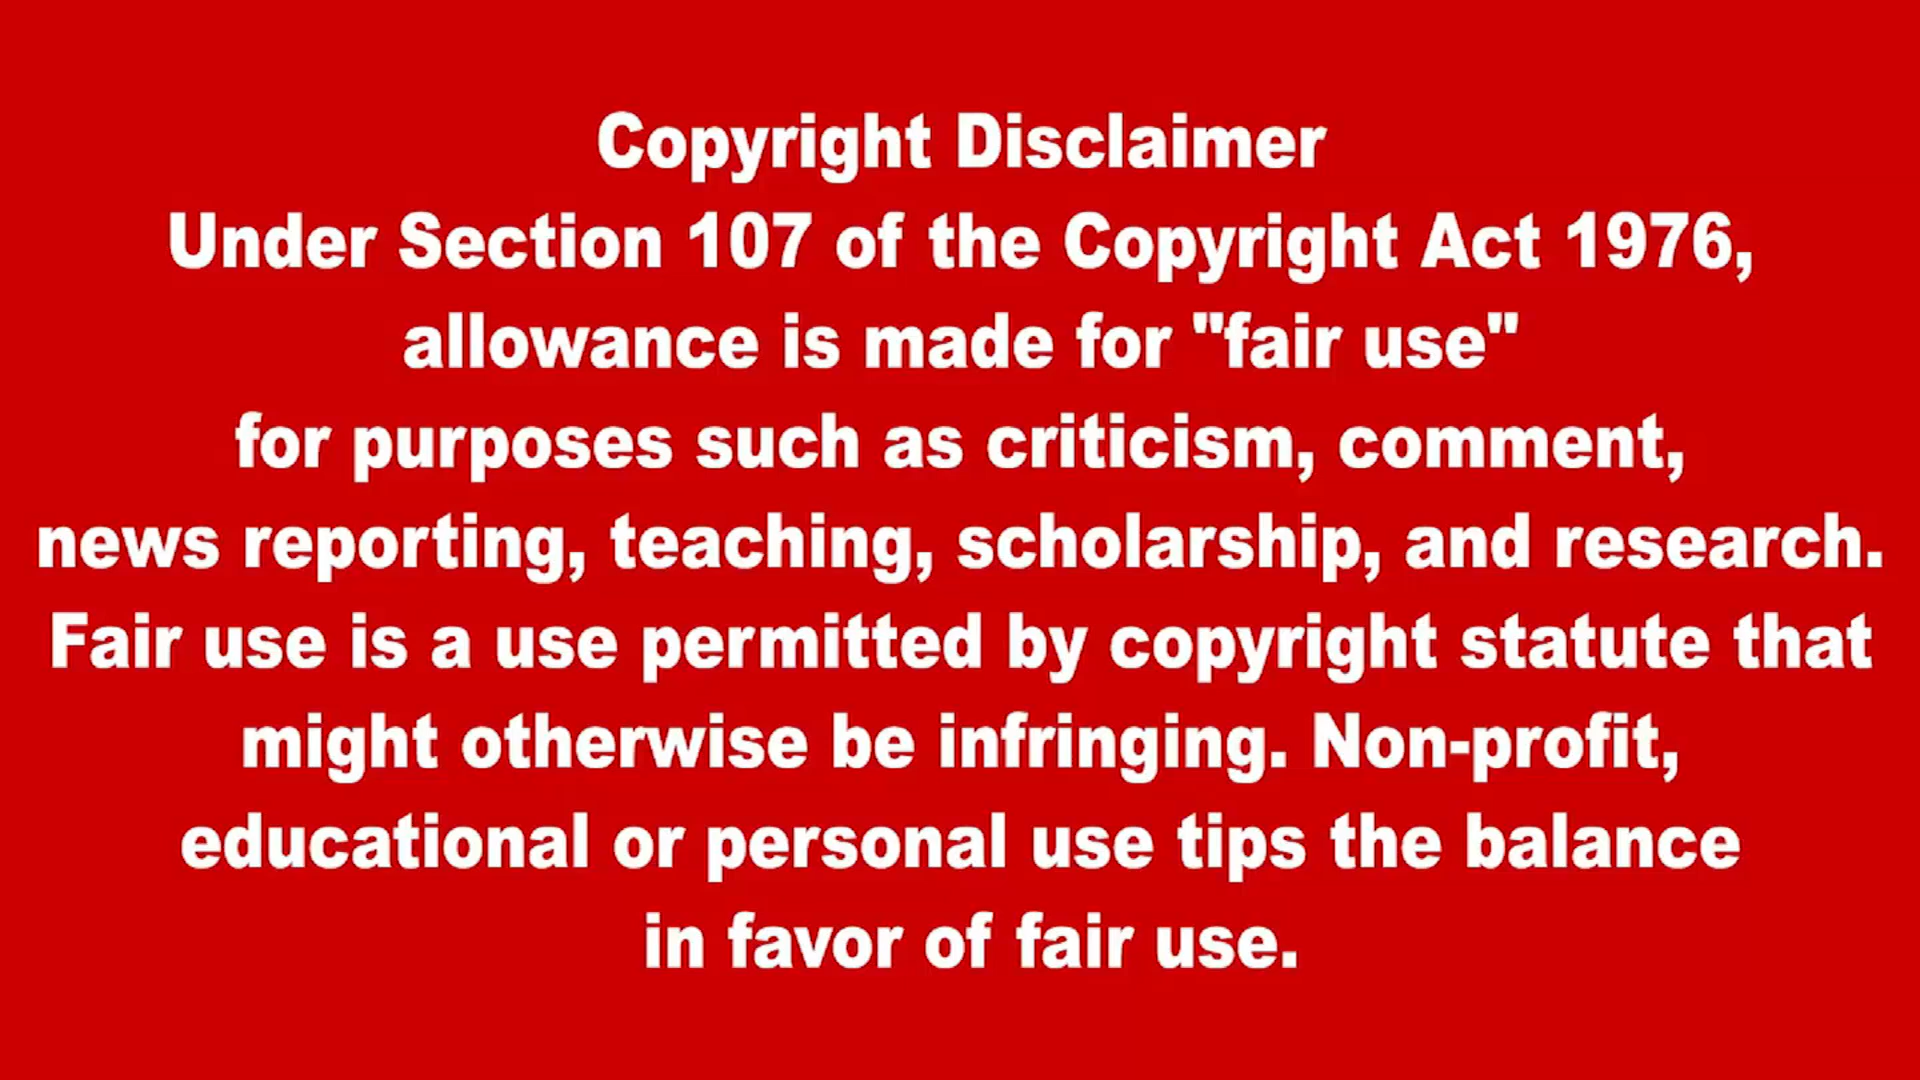 Copyright Disclaimer
Under Section 107 of the Copyright Act 1976,
allowance is made for "fair use"
for purposes such as criticism, comment,
news reporting, teaching, scholarship, and research.
Fair use is a use permitted by copyright statute that
might otherwise be infringing. Non-profit,
educational or personal use tips the balance
in favor of fair use.